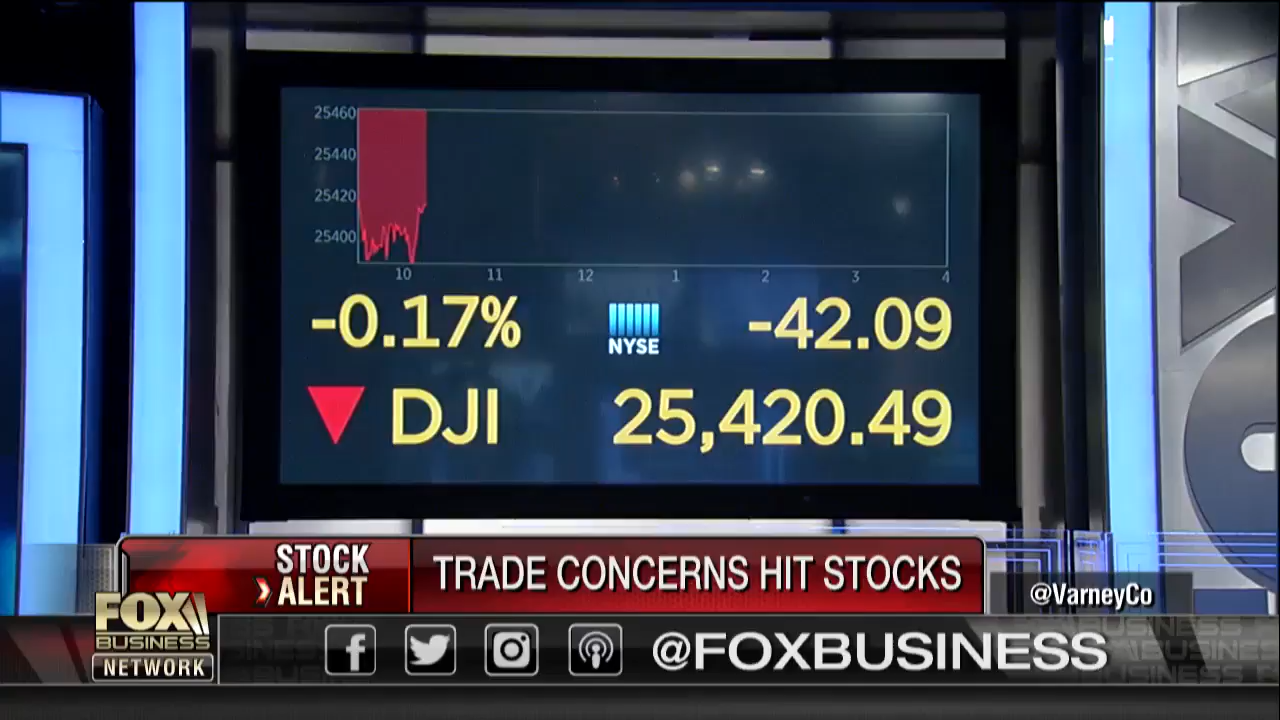 25460
25440
25420
25400
10 11 12 1 2 3 4
-0.17% NYSE -42.09
DJI 25,420.49
STOCK
ALERT
TRADE CONCERNS HIT STOCKS
@VarneyCo
FOX
BUSINESS
NETWORK
f
@FOXBUSINESS
BUSINESS